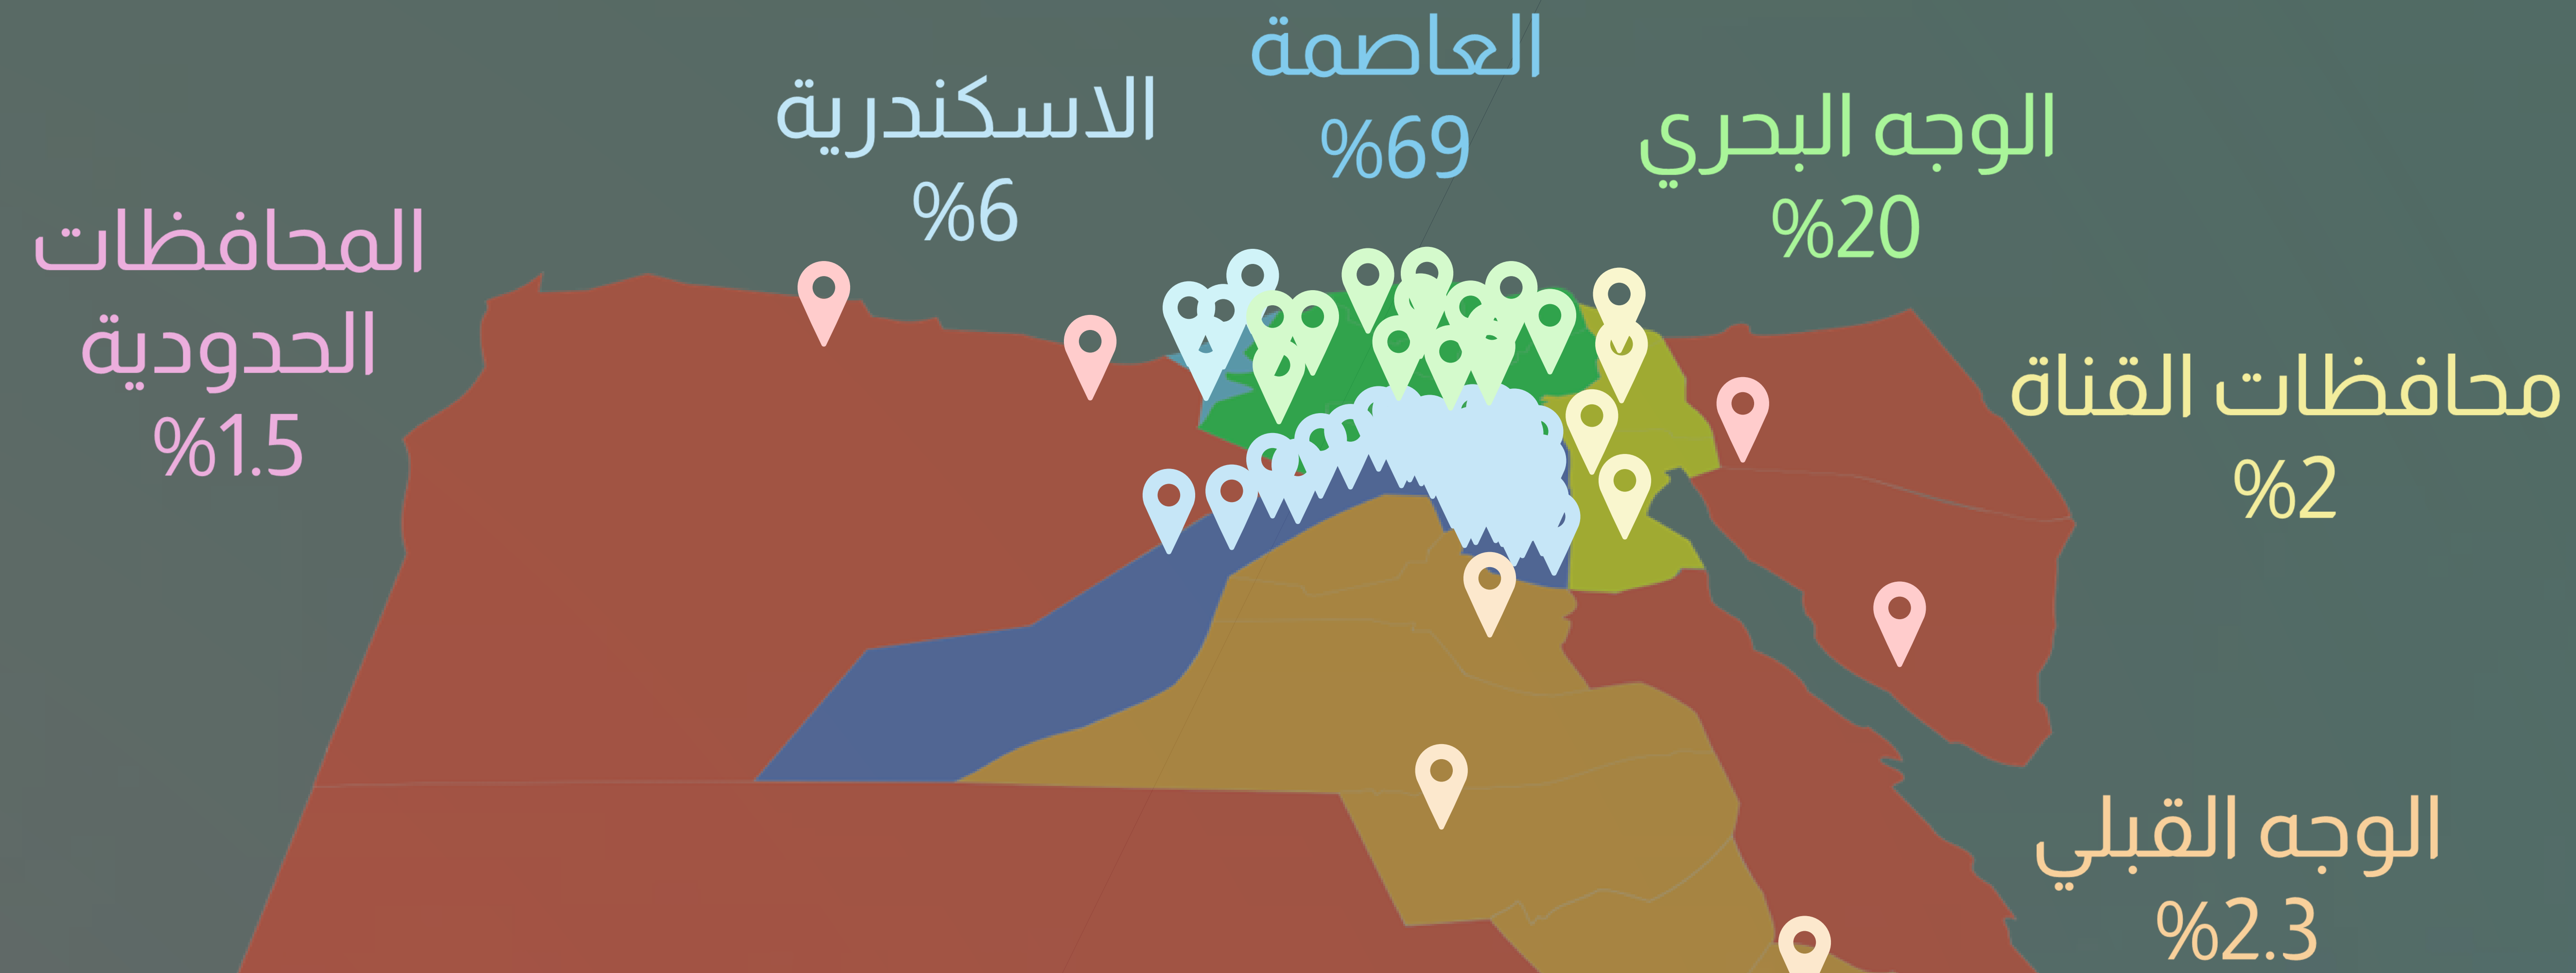 العاصمة
%69
الاسكندرية
%6
الوجه البحري
%20
المحافظات
الحدودية
%1.5
محافظات القناة
%2
الوجه القبلي
%2.3